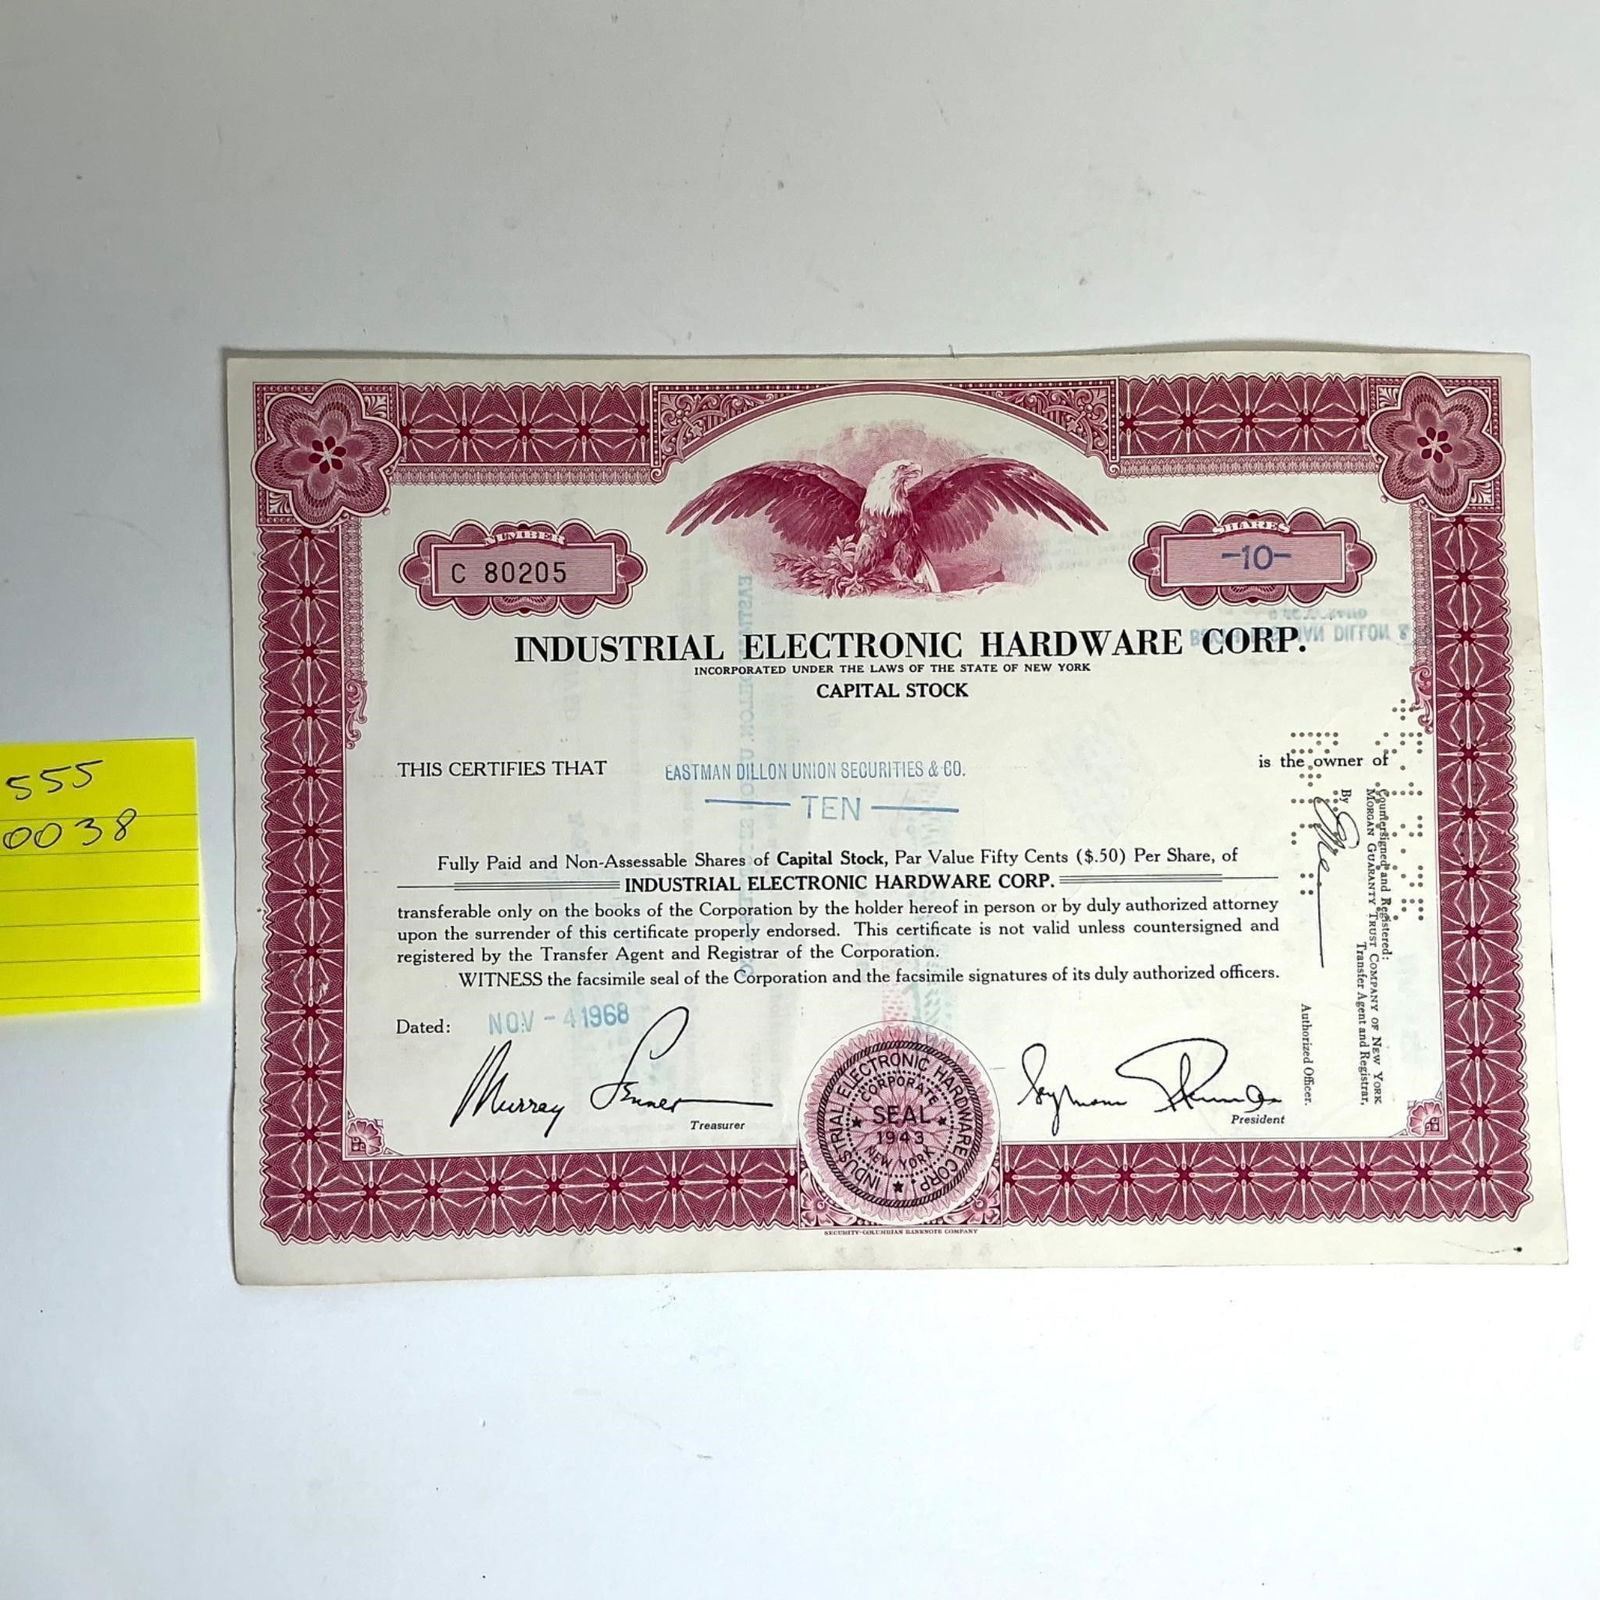 NUMBER
C 80205
SHARES
-10-
INDUSTRIAL ELECTRONIC HARDWARE CORP.
INCORPORATED UNDER THE LAWS OF THE STATE OF NEW YORK
CAPITAL STOCK
THIS CERTIFIES THAT EASTMAN DILLON UNION SECURITIES & CO. is the owner of
TEN
Fully Paid and Non-Assessable Shares of Capital Stock, Par Value Fifty Cents ($.50) Per Share, of
INDUSTRIAL ELECTRONIC HARDWARE CORP.
transferable only on the books of the Corporation by the holder hereof in person or by duly authorized attorney
upon the surrender of this certificate properly endorsed. This certificate is not valid unless countersigned and
registered by the Transfer Agent and Registrar of the Corporation.
WITNESS the facsimile seal of the Corporation and the facsimile signatures of its duly authorized officers.
Dated: NOV - 4 1968
Murray
Treasurer
Seymour
President
INDUSTRIAL ELECTRONIC HARDWARE CORP.
CORPORATE
SEAL
1943
NEW YORK
SECURITY-COLUMBIAN BANKNOTE COMPANY
Countersigned and Registered:
MORGAN GUARANTY TRUST COMPANY OF NEW YORK
Transfer Agent and Registrar,
By
Authorized Officer.
555
0038